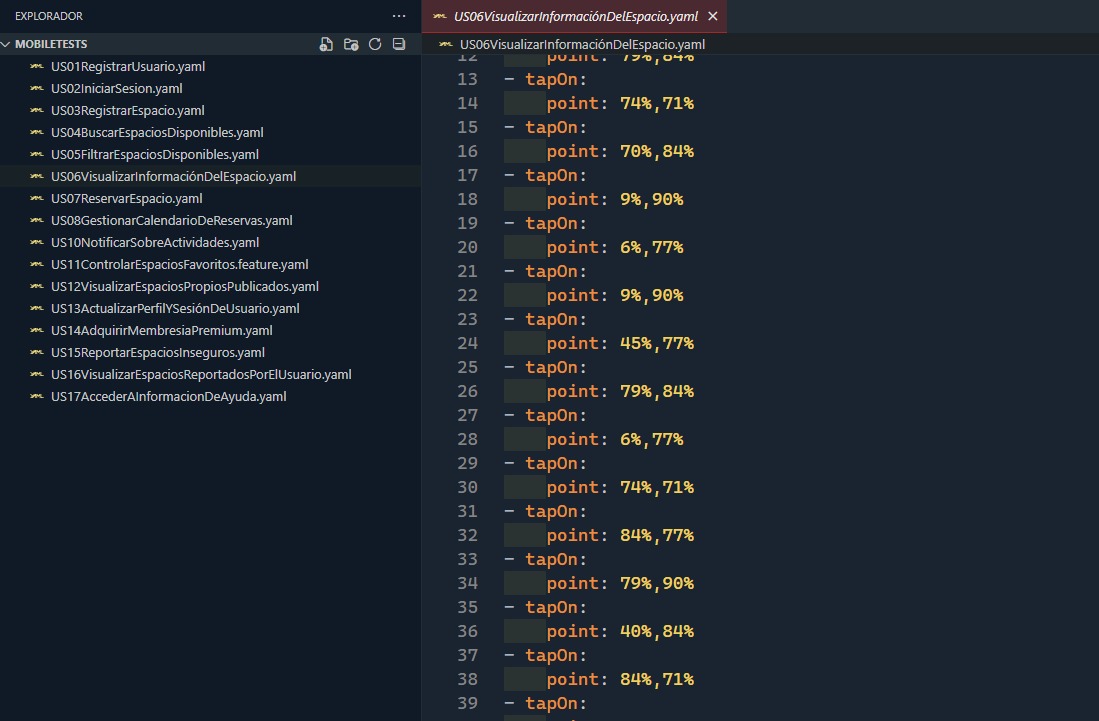 EXPLORADOR
MOBILETESTS
US01RegistrarUsuario.yaml
US02IniciarSesion.yaml
US03RegistrarEspacio.yaml
US04BuscarEspaciosDisponibles.yaml
US05FiltrarEspaciosDisponibles.yaml
US06VisualizarInformaciónDelEspacio.yaml
US07ReservarEspacio.yaml
US08GestionarCalendarioDeReservas.yaml
US10NotificarSobreActividades.yaml
US11ControlarEspaciosFavoritos.feature.yaml
US12VisualizarEspaciosPropiosPublicados.yaml
US13ActualizarPerfilYSesiónDeUsuario.yaml
US14AdquirirMembresiaPremium.yaml
US15ReportarEspaciosInseguros.yaml
US16VisualizarEspaciosReportadosPorElUsuario.yaml
US17AccederAInformacionDeAyuda.yaml
US06VisualizarInformaciónDelEspacio.yaml
US06VisualizarInformaciónDelEspacio.yaml
12 point: 79%,84%
13 - tapOn:
14 point: 74%,71%
15 - tapOn:
16 point: 70%,84%
17 - tapOn:
18 point: 9%,90%
19 - tapOn:
20 point: 6%,77%
21 - tapOn:
22 point: 9%,90%
23 - tapOn:
24 point: 45%,77%
25 - tapOn:
26 point: 79%,84%
27 - tapOn:
28 point: 6%,77%
29 - tapOn:
30 point: 74%,71%
31 - tapOn:
32 point: 84%,77%
33 - tapOn:
34 point: 79%,90%
35 - tapOn:
36 point: 40%,84%
37 - tapOn:
38 point: 84%,71%
39 - tapOn: